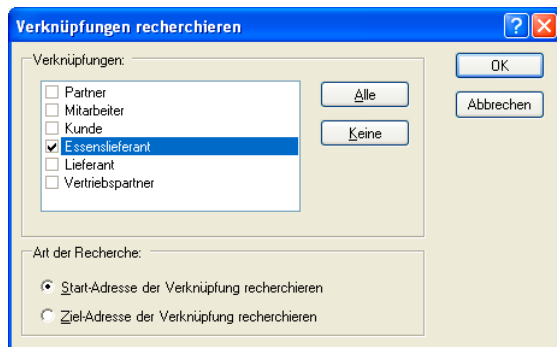 Verknüpfungen recherchieren
Verknüpfungen:
Partner
Mitarbeiter
Kunde
Essenslieferant
Lieferant
Vertriebspartner
Alle
Keine
OK
Abbrechen
Art der Recherche:
Start-Adresse der Verknüpfung recherchieren
Ziel-Adresse der Verknüpfung recherchieren